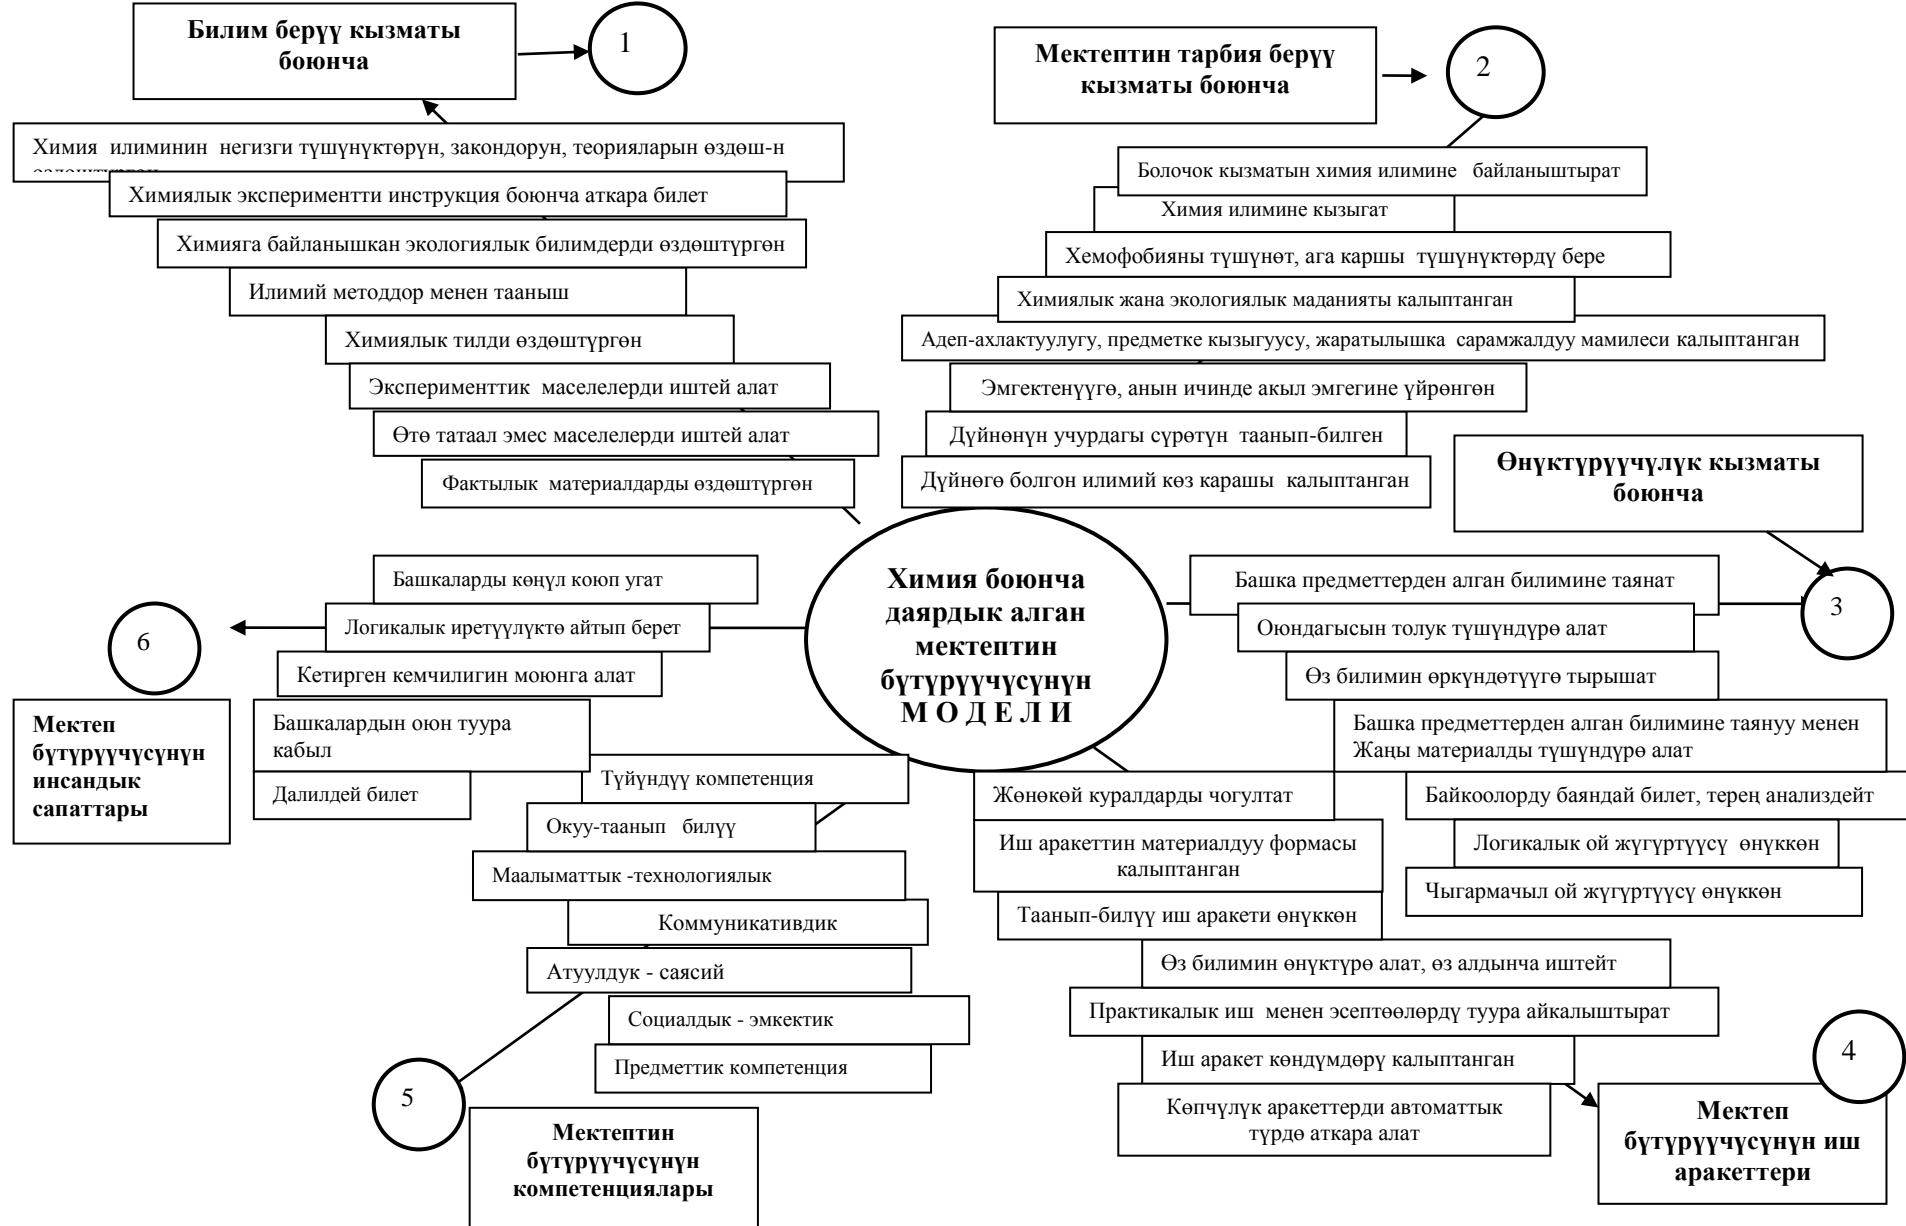 Билим берүү кызматы
боюнча
1
Мектептин тарбия берүү
кызматы боюнча
2
Химия илиминин негизги түшүнүктөрүн, закондорун, теорияларын өздөш-н
Химиялык экспериментти инструкция боюнча аткара билет
Химияга байланышкан экологиялык билимдерди өздөштүргөн
Илимий методдор менен тааныш
Химиялык тилди өздөштүргөн
Эксперименттик маселелерди иштей алат
Өтө татаал эмес маселелерди иштей алат
Фактылык материалдарды өздөштүргөн
Болочок кызматын химия илимине байланыштырат
Химия илимине кызыгат
Хемофобияны түшүнөт, ага каршы түшүнүктөрдү бере
Химиялык жана экологиялык маданияты калыптанган
Адеп-ахлактуулугу, предметке кызыгуусу, жаратылышка сарамжалдуу мамилеси калыптанган
Эмгектенүүгө, анын ичинде акыл эмгегине үйрөнгөн
Дүйнөнүн учурдагы сүрөтүн таанып-билген
Дүйнөгө болгон илимий көз карашы калыптанган
Өнүктүрүүчүлүк кызматы
боюнча
3
Химия боюнча
даярдык алган
мектептин
бүтүрүүчүсүнүн
М О Д Е Л И
Башкаларды көңүл коюп угат
Логикалык иретүүлүктө айтып берет
Кетирген кемчилигин моюнга алат
Башкалардын оюн туура
кабыл
Далилдей билет
6
Мектеп
бүтүрүүчүсүнүн
инсандык
сапаттары
Башка предметтерден алган билимине таянат
Оюндагысын толук түшүндүрө алат
Өз билимин өркүндөтүүгө тырышат
Башка предметтерден алган билимине таянуу менен
Жаңы материалды түшүндүрө алат
Байкоолорду баяндай билет, терең анализдейт
Логикалык ой жүгүртүүсү өнүккөн
Чыгармачыл ой жүгүртүүсү өнүккөн
Түйүндүү компетенция
Окуу-таанып билүү
Маалыматтык -технологиялык
Коммуникативдик
Атуулдук - саясий
Социалдык - эмкектик
Предметтик компетенция
5
Мектептин
бүтүрүүчүсүнүн
компетенциялары
Жөнөкөй куралдарды чогултат
Иш аракеттин материалдуу формасы
калыптанган
Таанып-билүү иш аракети өнүккөн
Өз билимин өнүктүрө алат, өз алдынча иштейт
Практикалык иш менен эсептөөлөрдү туура айкалыштырат
Иш аракет көндүмдөрү калыптанган
Көпчүлүк аракеттерди автоматтык
түрдө аткара алат
4
Мектеп
бүтүрүүчүсүнүн иш
аракеттери